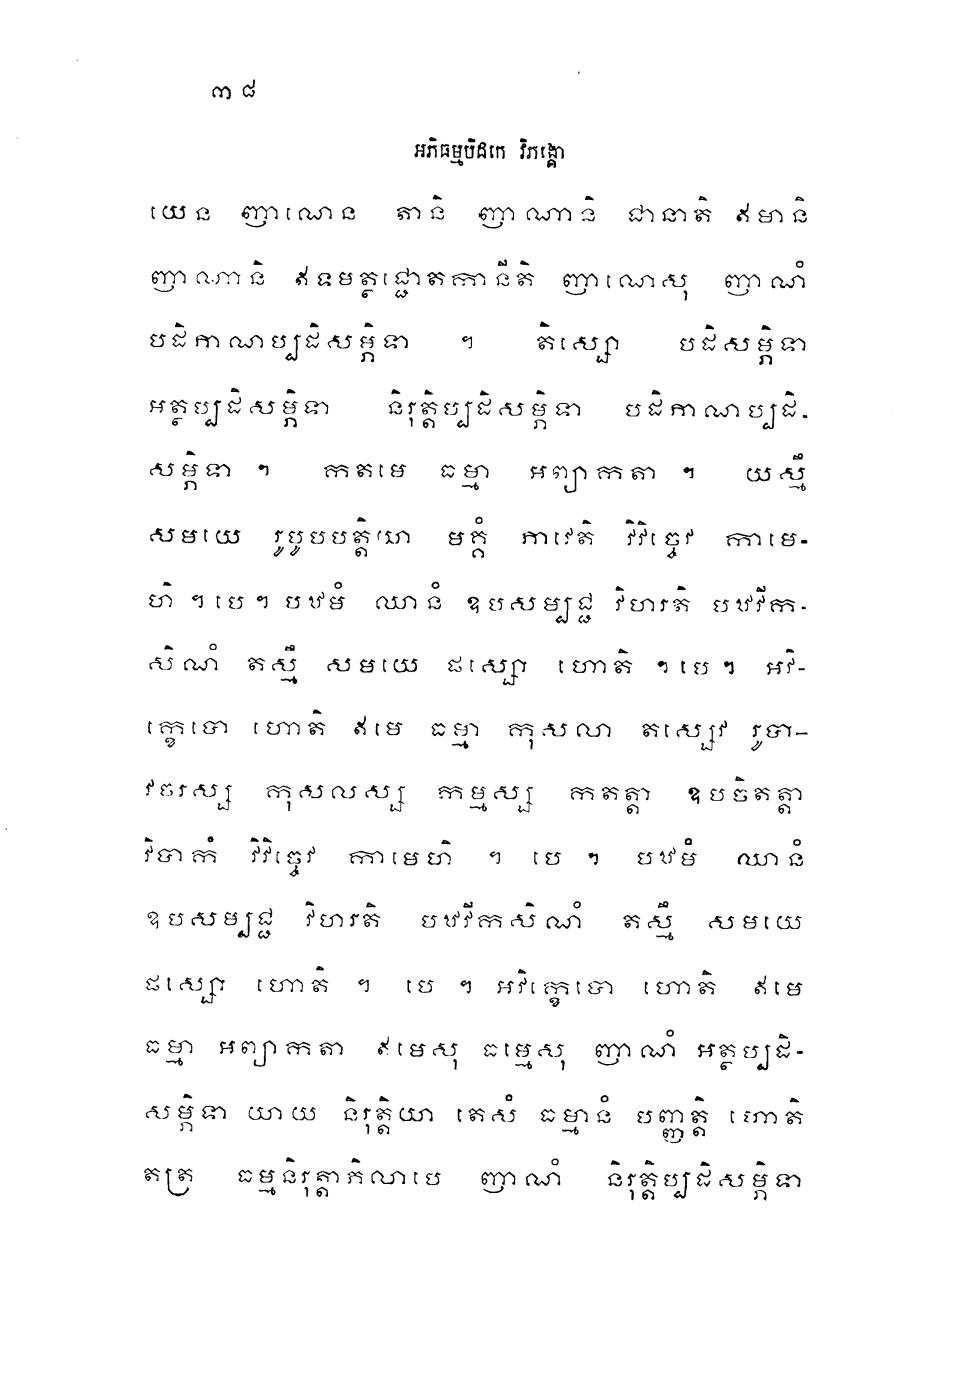 ៣៨
អភិធម្មបិដកេ វិភង្គោ
យេន ញាណេន តានិ ញាណានិ ជានាតិ ឥមានិ
ញាណានិ ឥទមត្ថជ្ជោតកានីតិ ញាណេសុ ញាណំ
បដិភាណប្បដិសម្ភិទា ។ តិស្សោ បដិសម្ភិទា
អត្ថប្បដិសម្ភិទា និរុត្តិប្បដិសម្ភិទា បដិភាណប្បដិ-
សម្ភិទា ។ កតមេ ធម្មា អព្យាកតា ។ យស្មឹ
សមយេ រូបូបបត្តិយា មគ្គំ ភាវេតិ វិវិច្ចេវ កាមេ-
ហិ ។ បេ ។ បឋមំ ឈានំ ឧបសម្បជ្ជ វិហរតិ បឋវីក-
សិណំ តស្មឹ សមយេ ផស្សោ ហោតិ ។ បេ ។ អវិ-
ក្ខេបោ ហោតិ ឥមេ ធម្មា កុសលា តស្សេវ រូបា-
វចរស្ស កុសលស្ស កម្មស្ស កតត្តា ឧបចិតត្តា
វិបាកំ វិវិច្ចេវ កាមេហិ ។ បេ ។ បឋមំ ឈានំ
ឧបសម្បជ្ជ វិហរតិ បឋវីកសិណំ តស្មឹ សមយេ
ផស្សោ ហោតិ ។ បេ ។ អវិក្ខេបោ ហោតិ ឥមេ
ធម្មា អព្យាកតា ឥមេសុ ធម្មេសុ ញាណំ អត្ថប្បដិ-
សម្ភិទា យាយ និរុត្តិយា តេសំ ធម្មានំ បញ្ញត្តិ ហោតិ
តត្រ ធម្មនិរុត្តាភិលាបេ ញាណំ និរុត្តិប្បដិសម្ភិទា